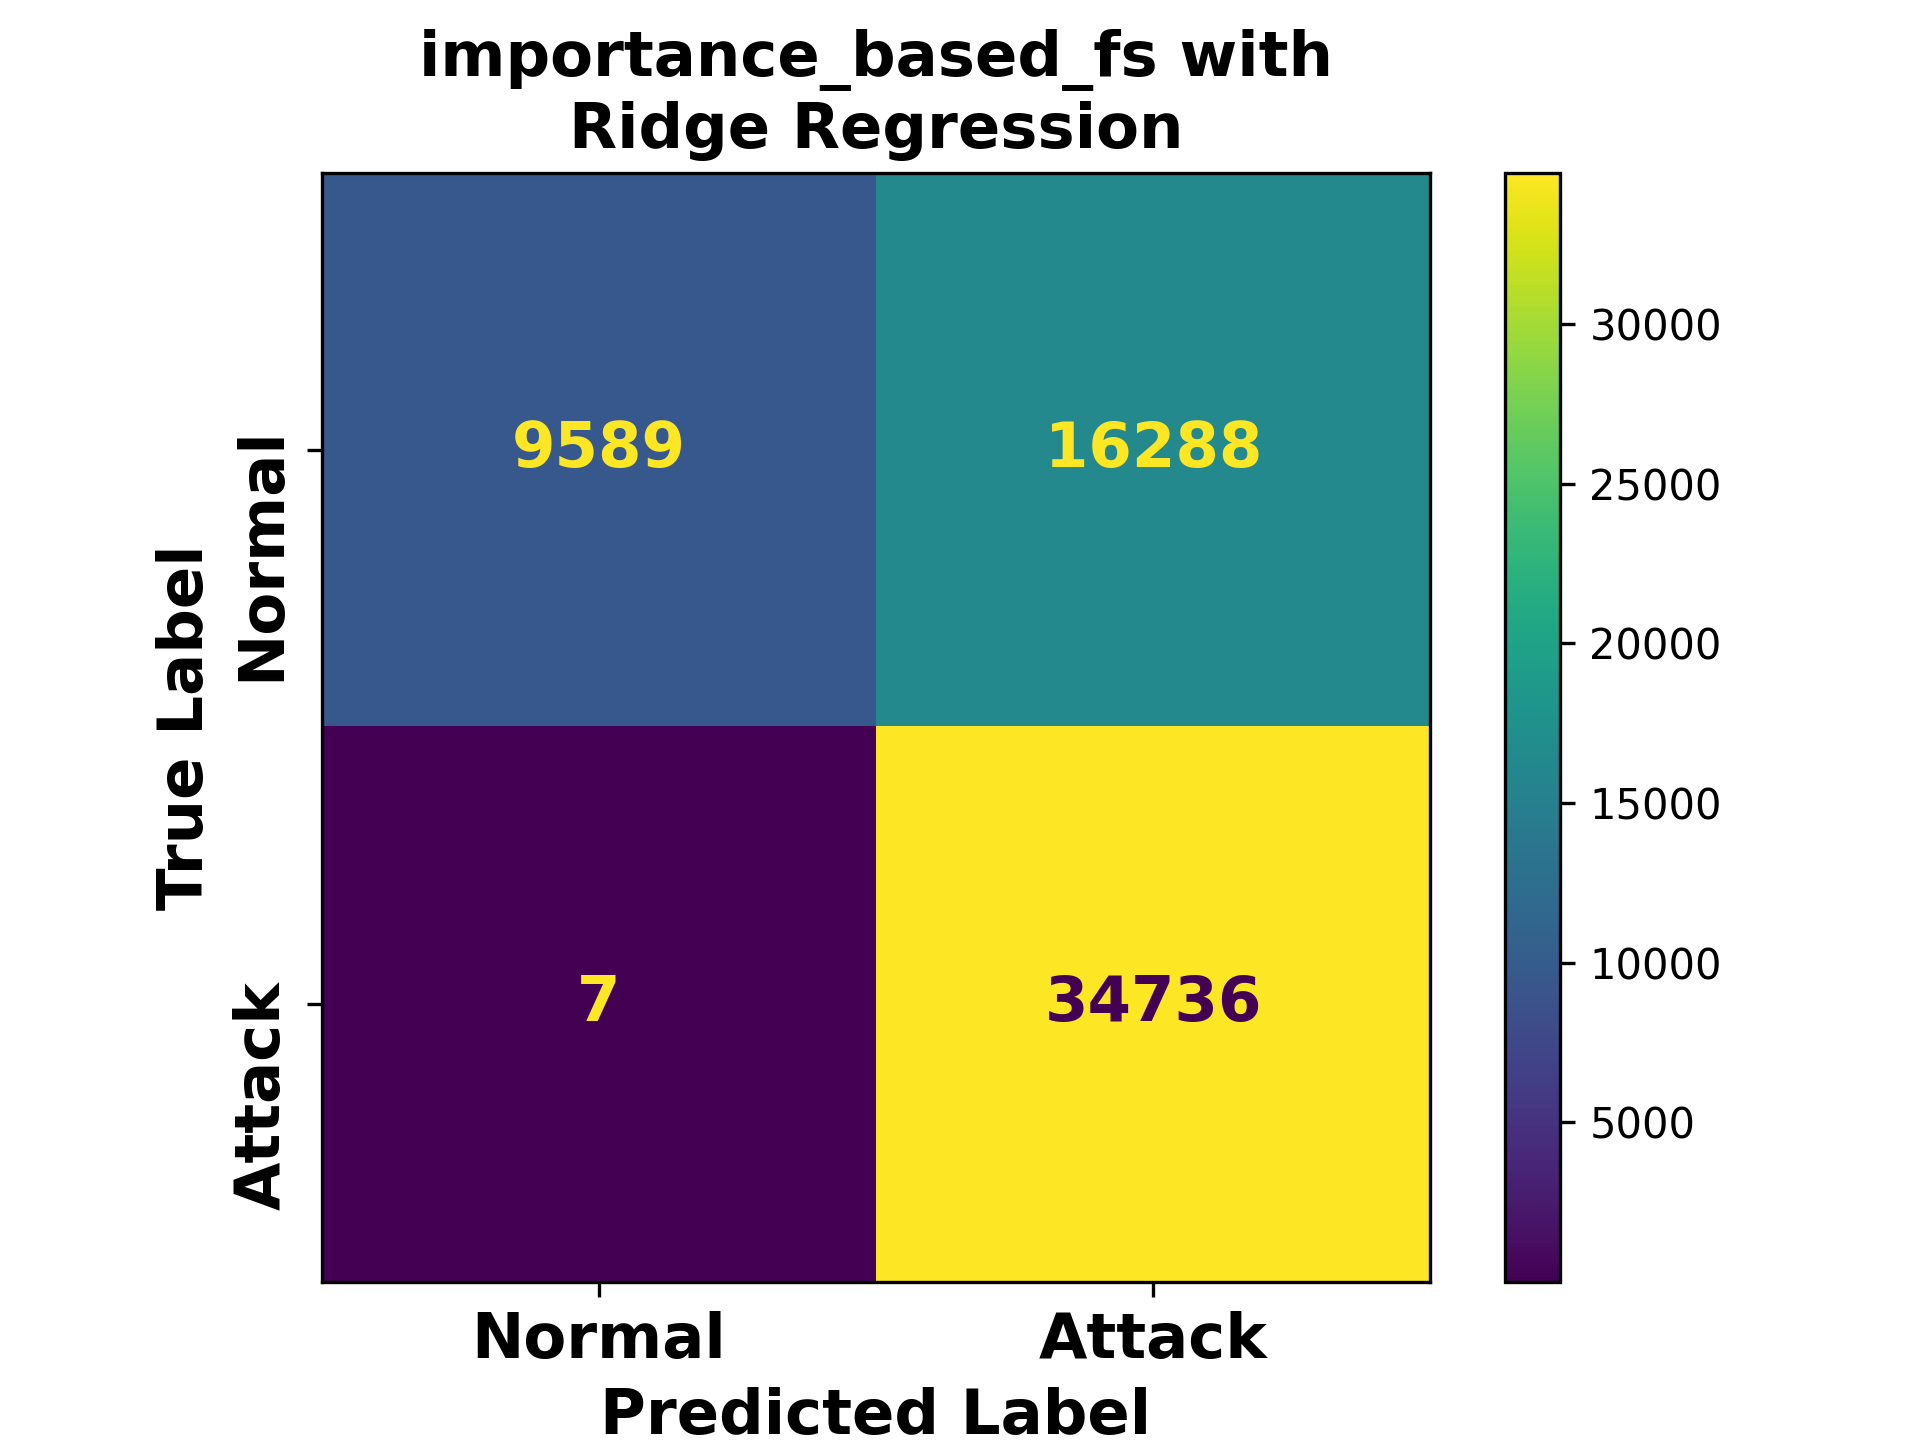 importance_based_fs with
Ridge Regression
True Label
Normal
Attack
9589
16288
7
34736
Normal
Attack
Predicted Label
30000
25000
20000
15000
10000
5000